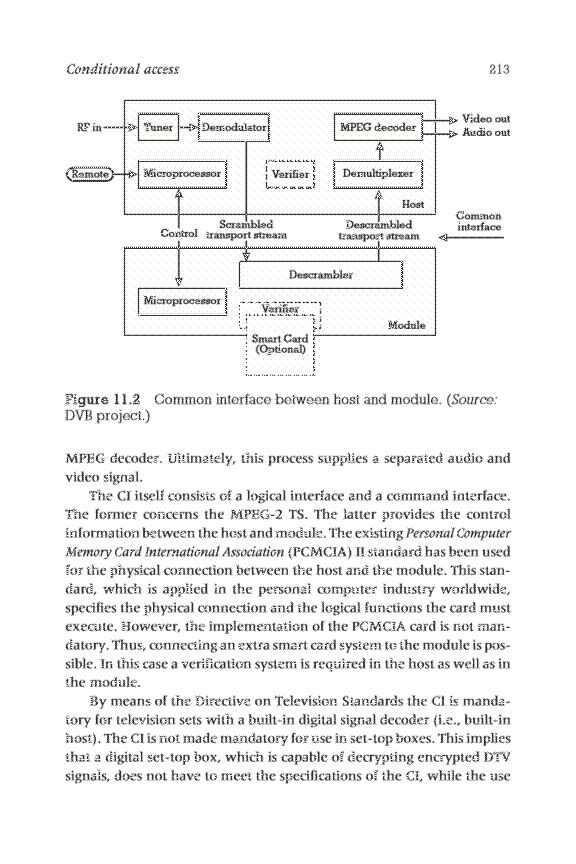 Conditional access 213
RF in
Tuner
Demodulator
MPEG decoder
Video out
Audio out
Remote
Microprocessor
Verifier
Demultiplexer
Host
Common
interface
Control
Scrambled
transport stream
Descrambled
transport stream
Descrambler
Microprocessor
Verifier
Module
Smart Card
(Optional)
Figure 11.2 Common interface between host and module. (Source:
DVB project.)
MPEG decoder. Ultimately, this process supplies a separated audio and
video signal.
The CI itself consists of a logical interface and a command interface.
The former concerns the MPEG-2 TS. The latter provides the control
information between the host and module. The existing Personal Computer
Memory Card International Association (PCMCIA) II standard has been used
for the physical connection between the host and the module. This stan-
dard, which is applied in the personal computer industry worldwide,
specifies the physical connection and the logical functions the card must
execute. However, the implementation of the PCMCIA card is not man-
datory. Thus, connecting an extra smart card system to the module is pos-
sible. In this case a verification system is required in the host as well as in
the module.
By means of the Directive on Television Standards the CI is manda-
tory for television sets with a built-in digital signal decoder (i.e., built-in
host). The CI is not made mandatory for use in set-top boxes. This implies
that a digital set-top box, which is capable of decrypting encrypted DTV
signals, does not have to meet the specifications of the CI, while the use